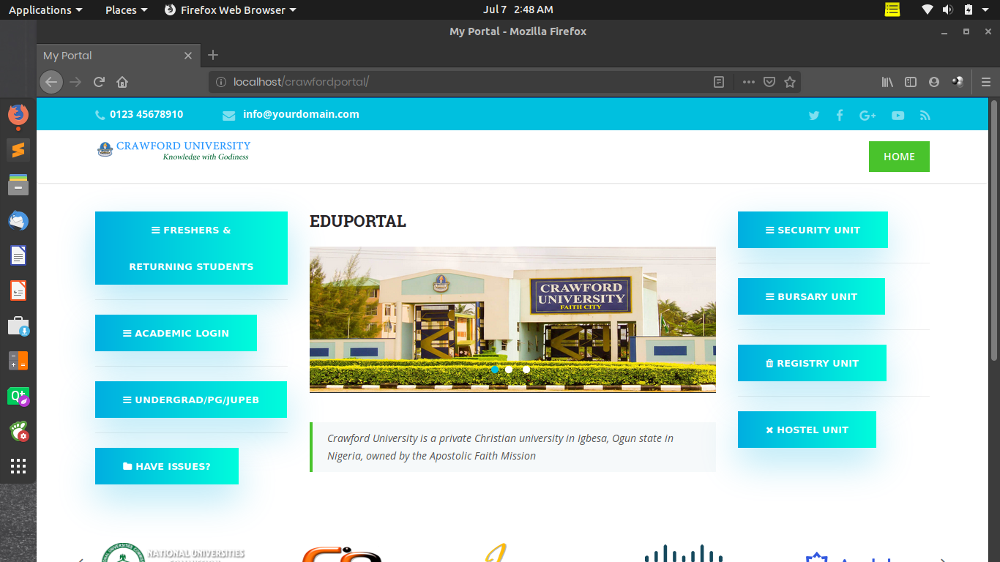 Applications Places Firefox Web Browser Jul 7 2:48 AM
My Portal - Mozilla Firefox
My Portal
localhost/crawfordportal/
0123 45678910 info@yourdomain.com
CRAWFORD UNIVERSITY
Knowledge with Godiness
HOME
FRESHERS &
RETURNING STUDENTS
ACADEMIC LOGIN
UNDERGRAD/PG/JUPEB
HAVE ISSUES?
EDUPORTAL
CRAWFORD
UNIVERSITY
FAITH CITY
Crawford University is a private Christian university in Igbesa, Ogun state in
Nigeria, owned by the Apostolic Faith Mission
SECURITY UNIT
BURSARY UNIT
REGISTRY UNIT
HOSTEL UNIT
NATIONAL UNIVERSITIES